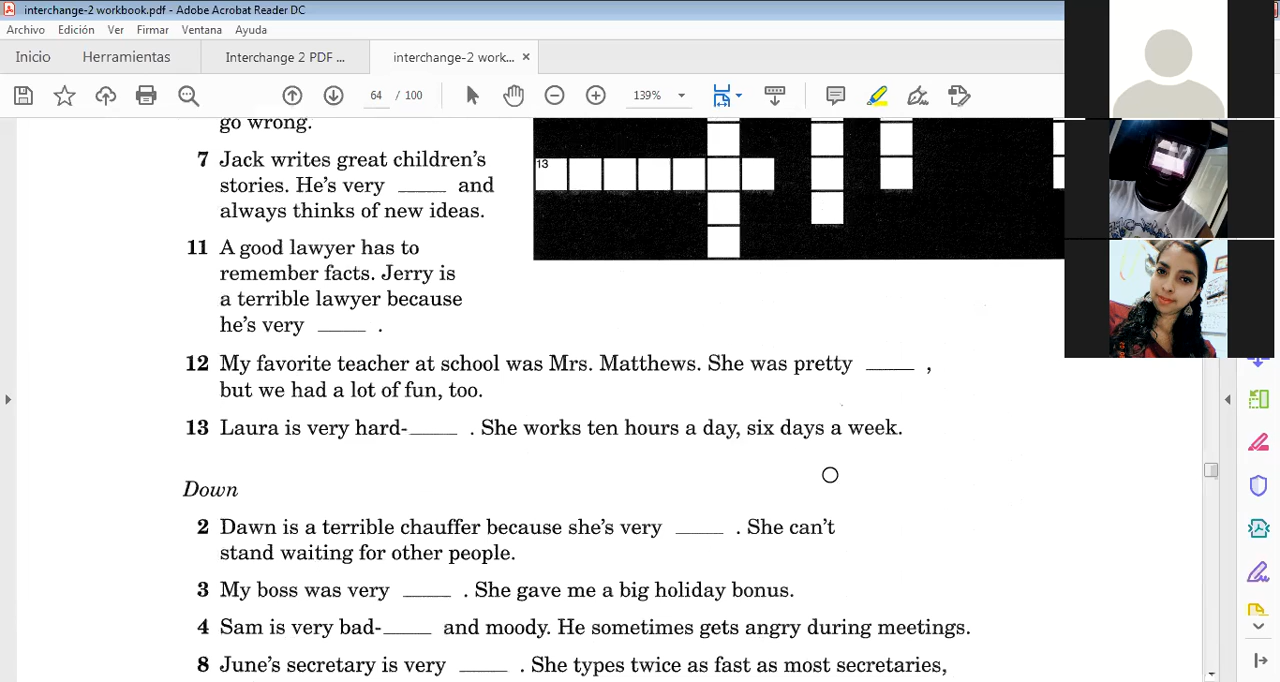 interchange-2 workbook.pdf - Adobe Acrobat Reader DC
Archivo Edición Ver Firmar Ventana Ayuda
Inicio Herramientas Interchange 2 PDF ... interchange-2 work... ×
64 / 100 139%
go wrong.
7 Jack writes great children's
stories. He's very _____ and
always thinks of new ideas.
13
11 A good lawyer has to
remember facts. Jerry is
a terrible lawyer because
he's very _____ .
12 My favorite teacher at school was Mrs. Matthews. She was pretty _____ ,
but we had a lot of fun, too.
13 Laura is very hard-_____ . She works ten hours a day, six days a week.
Down
2 Dawn is a terrible chauffer because she's very _____ . She can't
stand waiting for other people.
3 My boss was very _____ . She gave me a big holiday bonus.
4 Sam is very bad-_____ and moody. He sometimes gets angry during meetings.
8 June's secretary is very _____ . She types twice as fast as most secretaries,